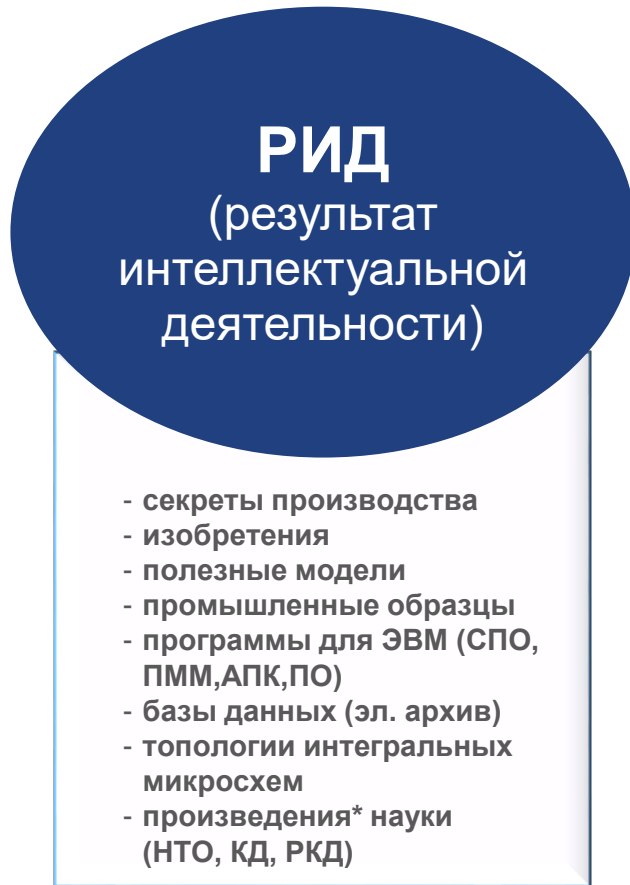 РИД
(результат
интеллектуальной
деятельности)
- секреты производства
- изобретения
- полезные модели
- промышленные образцы
- программы для ЭВМ (СПО,
ПММ,АПК,ПО)
- базы данных (эл. архив)
- топологии интегральных
микросхем
- произведения* науки
(НТО, КД, РКД)